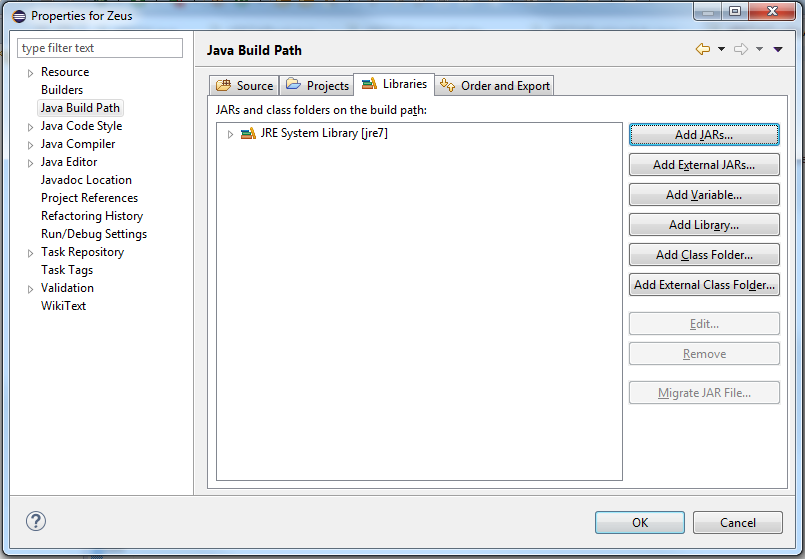 Properties for Zeus
type filter text
Resource
Builders
Java Build Path
Java Code Style
Java Compiler
Java Editor
Javadoc Location
Project References
Refactoring History
Run/Debug Settings
Task Repository
Task Tags
Validation
WikiText
Java Build Path
Source Projects Libraries Order and Export
JARs and class folders on the build path:
JRE System Library [jre7]
Add JARs...
Add External JARs...
Add Variable...
Add Library...
Add Class Folder...
Add External Class Folder...
Edit...
Remove
Migrate JAR File...
?
OK Cancel